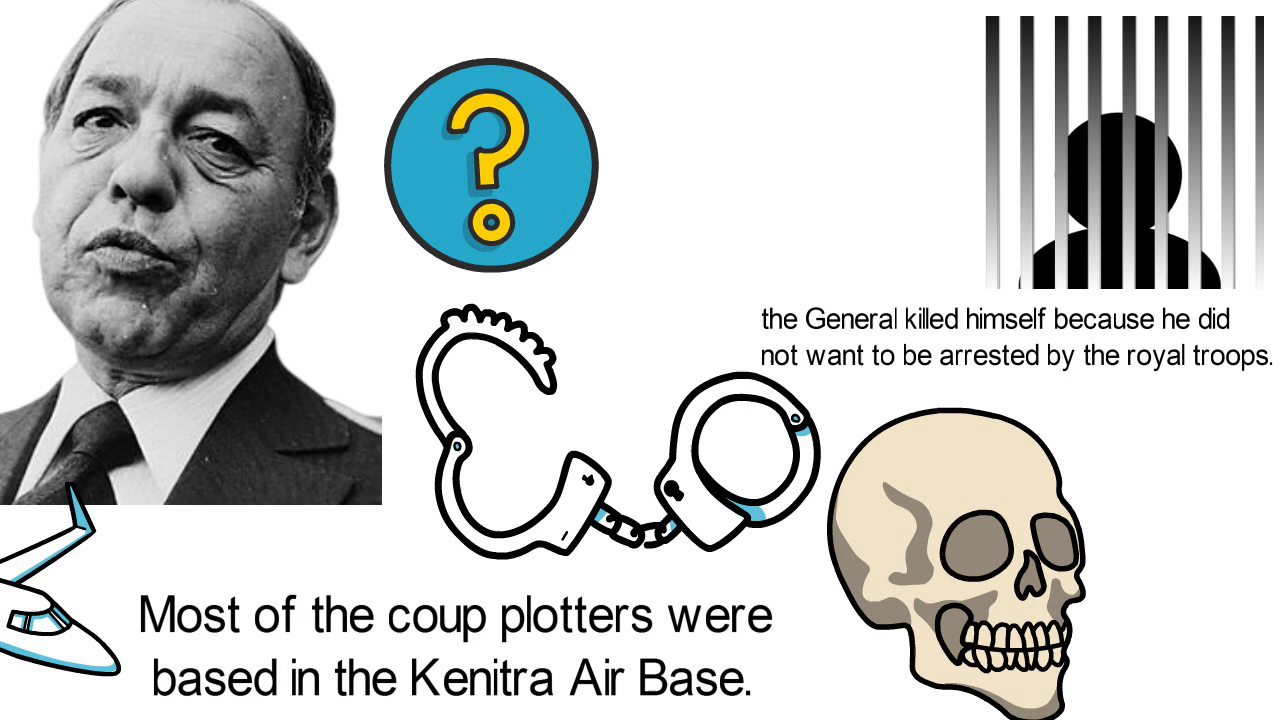 the General killed himself because he did
not want to be arrested by the royal troops.
Most of the coup plotters were
based in the Kenitra Air Base.